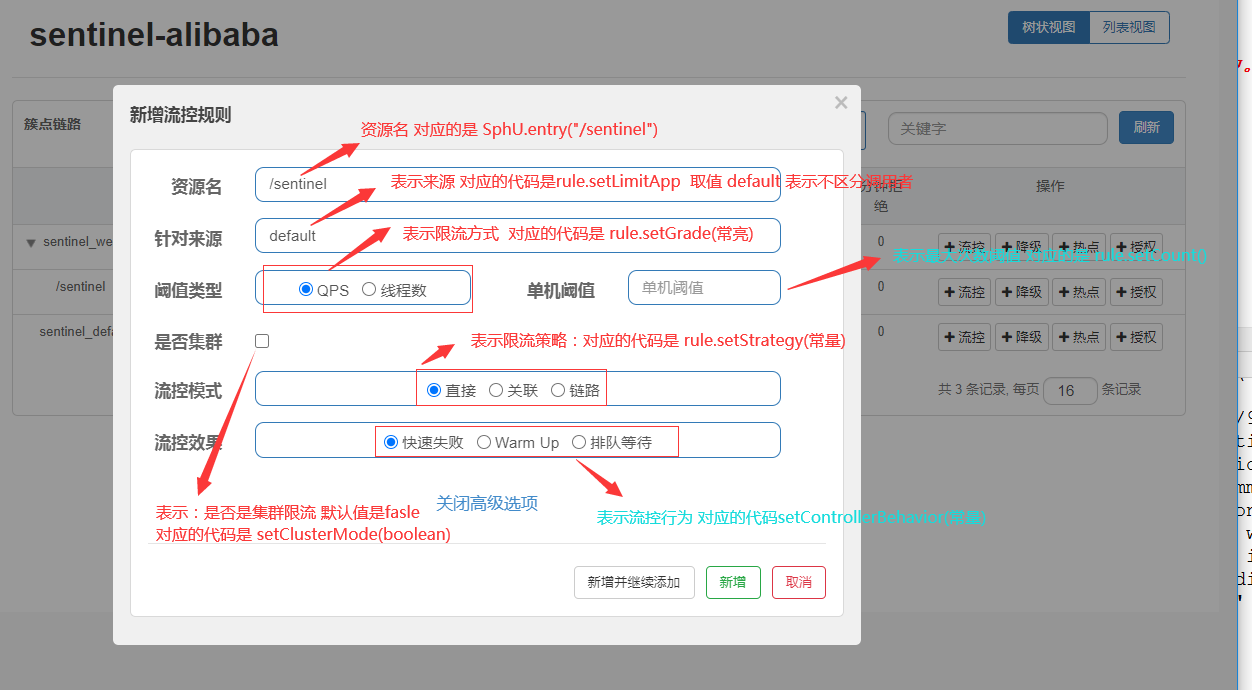 sentinel-alibaba
树状视图 列表视图
簇点链路
关键字 刷新
新增流控规则 ×
资源名 对应的是 SphU.entry("/sentinel")
资源名 /sentinel
表示来源 对应的代码是rule.setLimitApp 取值 default 表示不区分
分钟拒绝 操作
针对来源 default
表示限流方式 对应的代码是 rule.setGrade(常亮)
sentinel_we 0 流控 降级 热点 授权
rule.setCount()
阈值类型 QPS 线程数 单机阈值 单机阈值
/sentinel 0 流控 降级 热点 授权
是否集群
表示限流策略：对应的代码是 rule.setStrategy(常量)
sentinel_defa 0 流控 降级 热点 授权
流控模式 直接 关联 链路
共 3 条记录, 每页 16 条记录
流控效果 快速失败 Warm Up 排队等待
关闭高级选项
表示：是否是集群限流 默认值是fasle
对应的代码是 setClusterMode(boolean)
表示流控行为 对应的代码setControllerBehavior(常量)
新增并继续添加 新增 取消